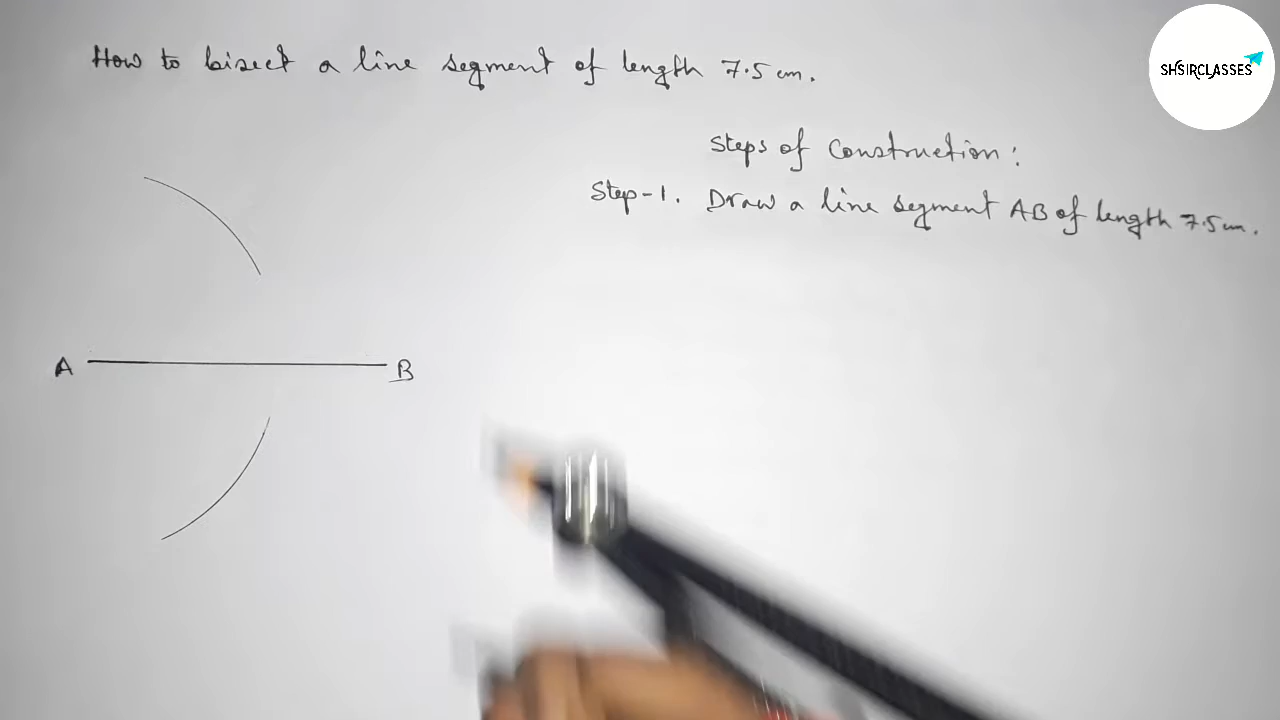 How to bisect a line segment of length 7.5 cm.
SHSIRCLASSES
Steps of Construction:
Step-1. Draw a line segment AB of length 7.5 cm.
A B